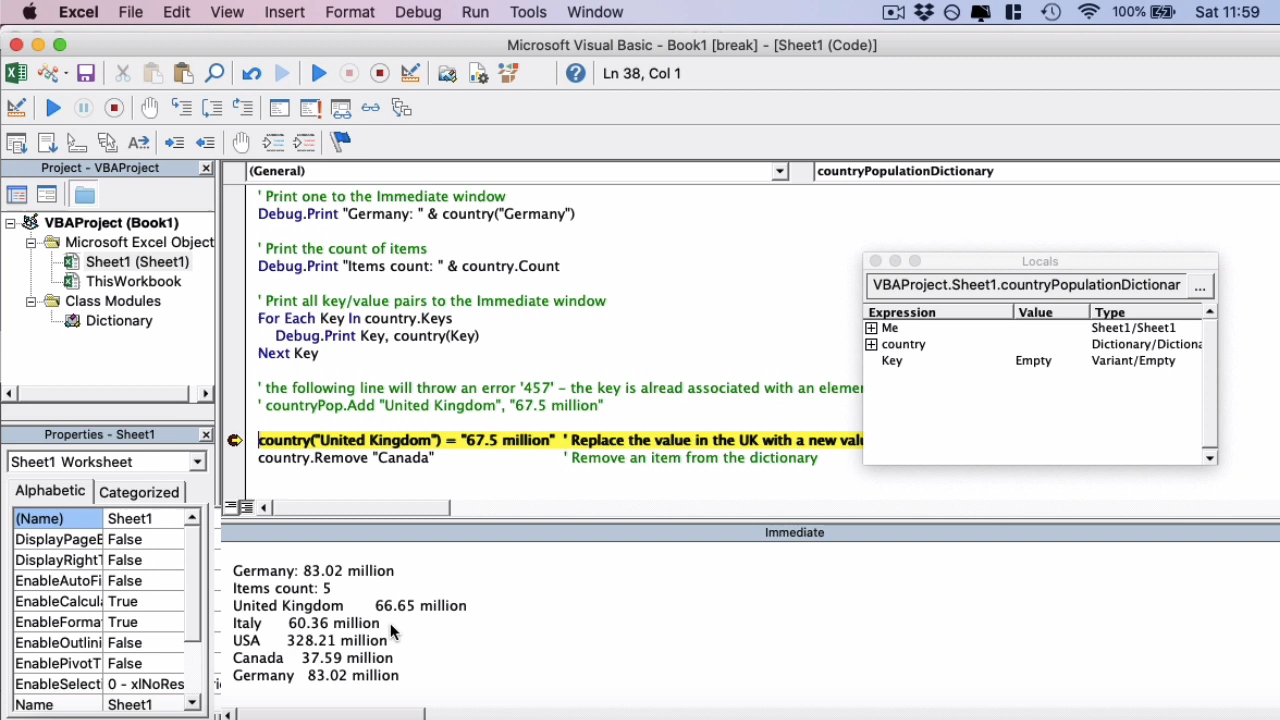 Excel File Edit View Insert Format Debug Run Tools Window 100% Sat 11:59
Microsoft Visual Basic - Book1 [break] - [Sheet1 (Code)]
Ln 38, Col 1
Project - VBAProject
VBAProject (Book1)
Microsoft Excel Object
Sheet1 (Sheet1)
ThisWorkbook
Class Modules
Dictionary
Properties - Sheet1
Sheet1 Worksheet
Alphabetic Categorized
(Name) Sheet1
DisplayPageB False
DisplayRightT False
EnableAutoFi False
EnableCalcul True
EnableForma True
EnableOutlini False
EnablePivotT False
EnableSelect 0 - xlNoRes
Name Sheet1
(General) countryPopulationDictionary
' Print one to the Immediate window
Debug.Print "Germany: " & country("Germany")
' Print the count of items
Debug.Print "Items count: " & country.Count
' Print all key/value pairs to the Immediate window
For Each Key In country.Keys
Debug.Print Key, country(Key)
Next Key
' the following line will throw an error '457' - the key is alread associated with an elemer
' countryPop.Add "United Kingdom", "67.5 million"
country("United Kingdom") = "67.5 million" ' Replace the value in the UK with a new valu
country.Remove "Canada" ' Remove an item from the dictionary
Locals
VBAProject.Sheet1.countryPopulationDictionar ...
Expression Value Type
Me Sheet1/Sheet1
country Dictionary/Dictiona
Key Empty Variant/Empty
Immediate
Germany: 83.02 million
Items count: 5
United Kingdom 66.65 million
Italy 60.36 million
USA 328.21 million
Canada 37.59 million
Germany 83.02 million